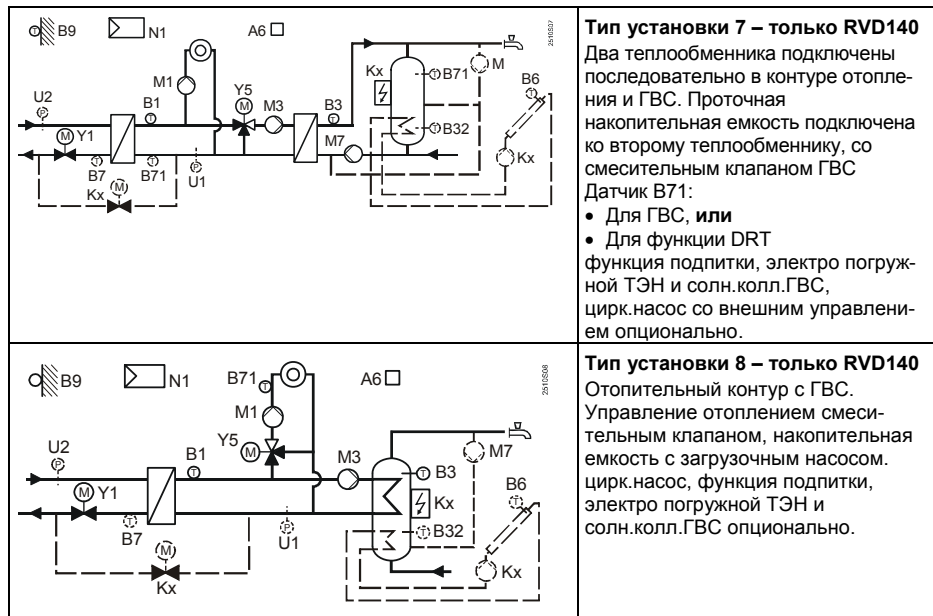 B9
N1
A6
2510S07
U2
Y1
B1
M1
Y5
M3
B3
Kx
B71
M
B6
B32
M7
Kx
B7
B71
U1
Kx
M
T
P
Тип установки 7 – только RVD140
Два теплообменника подключены
последовательно в контуре отопле-
ния и ГВС. Проточная
накопительная емкость подключена
ко второму теплообменнику, со
смесительным клапаном ГВС
Датчик B71:
• Для ГВС, или
• Для функции DRT
функция подпитки, электро погруж-
ной ТЭН и солн.колл.ГВС,
цирк.насос со внешним управлени-
ем опционально.
B9
N1
B71
A6
2510S08
M1
U2
Y1
B1
Y5
M3
M7
B3
Kx
B6
B32
B7
U1
Kx
Kx
M
T
P
Тип установки 8 – только RVD140
Отопительный контур с ГВС.
Управление отоплением смеси-
тельным клапаном, накопительная
емкость с загрузочным насосом.
цирк.насос, функция подпитки,
электро погружной ТЭН и
солн.колл.ГВС опционально.